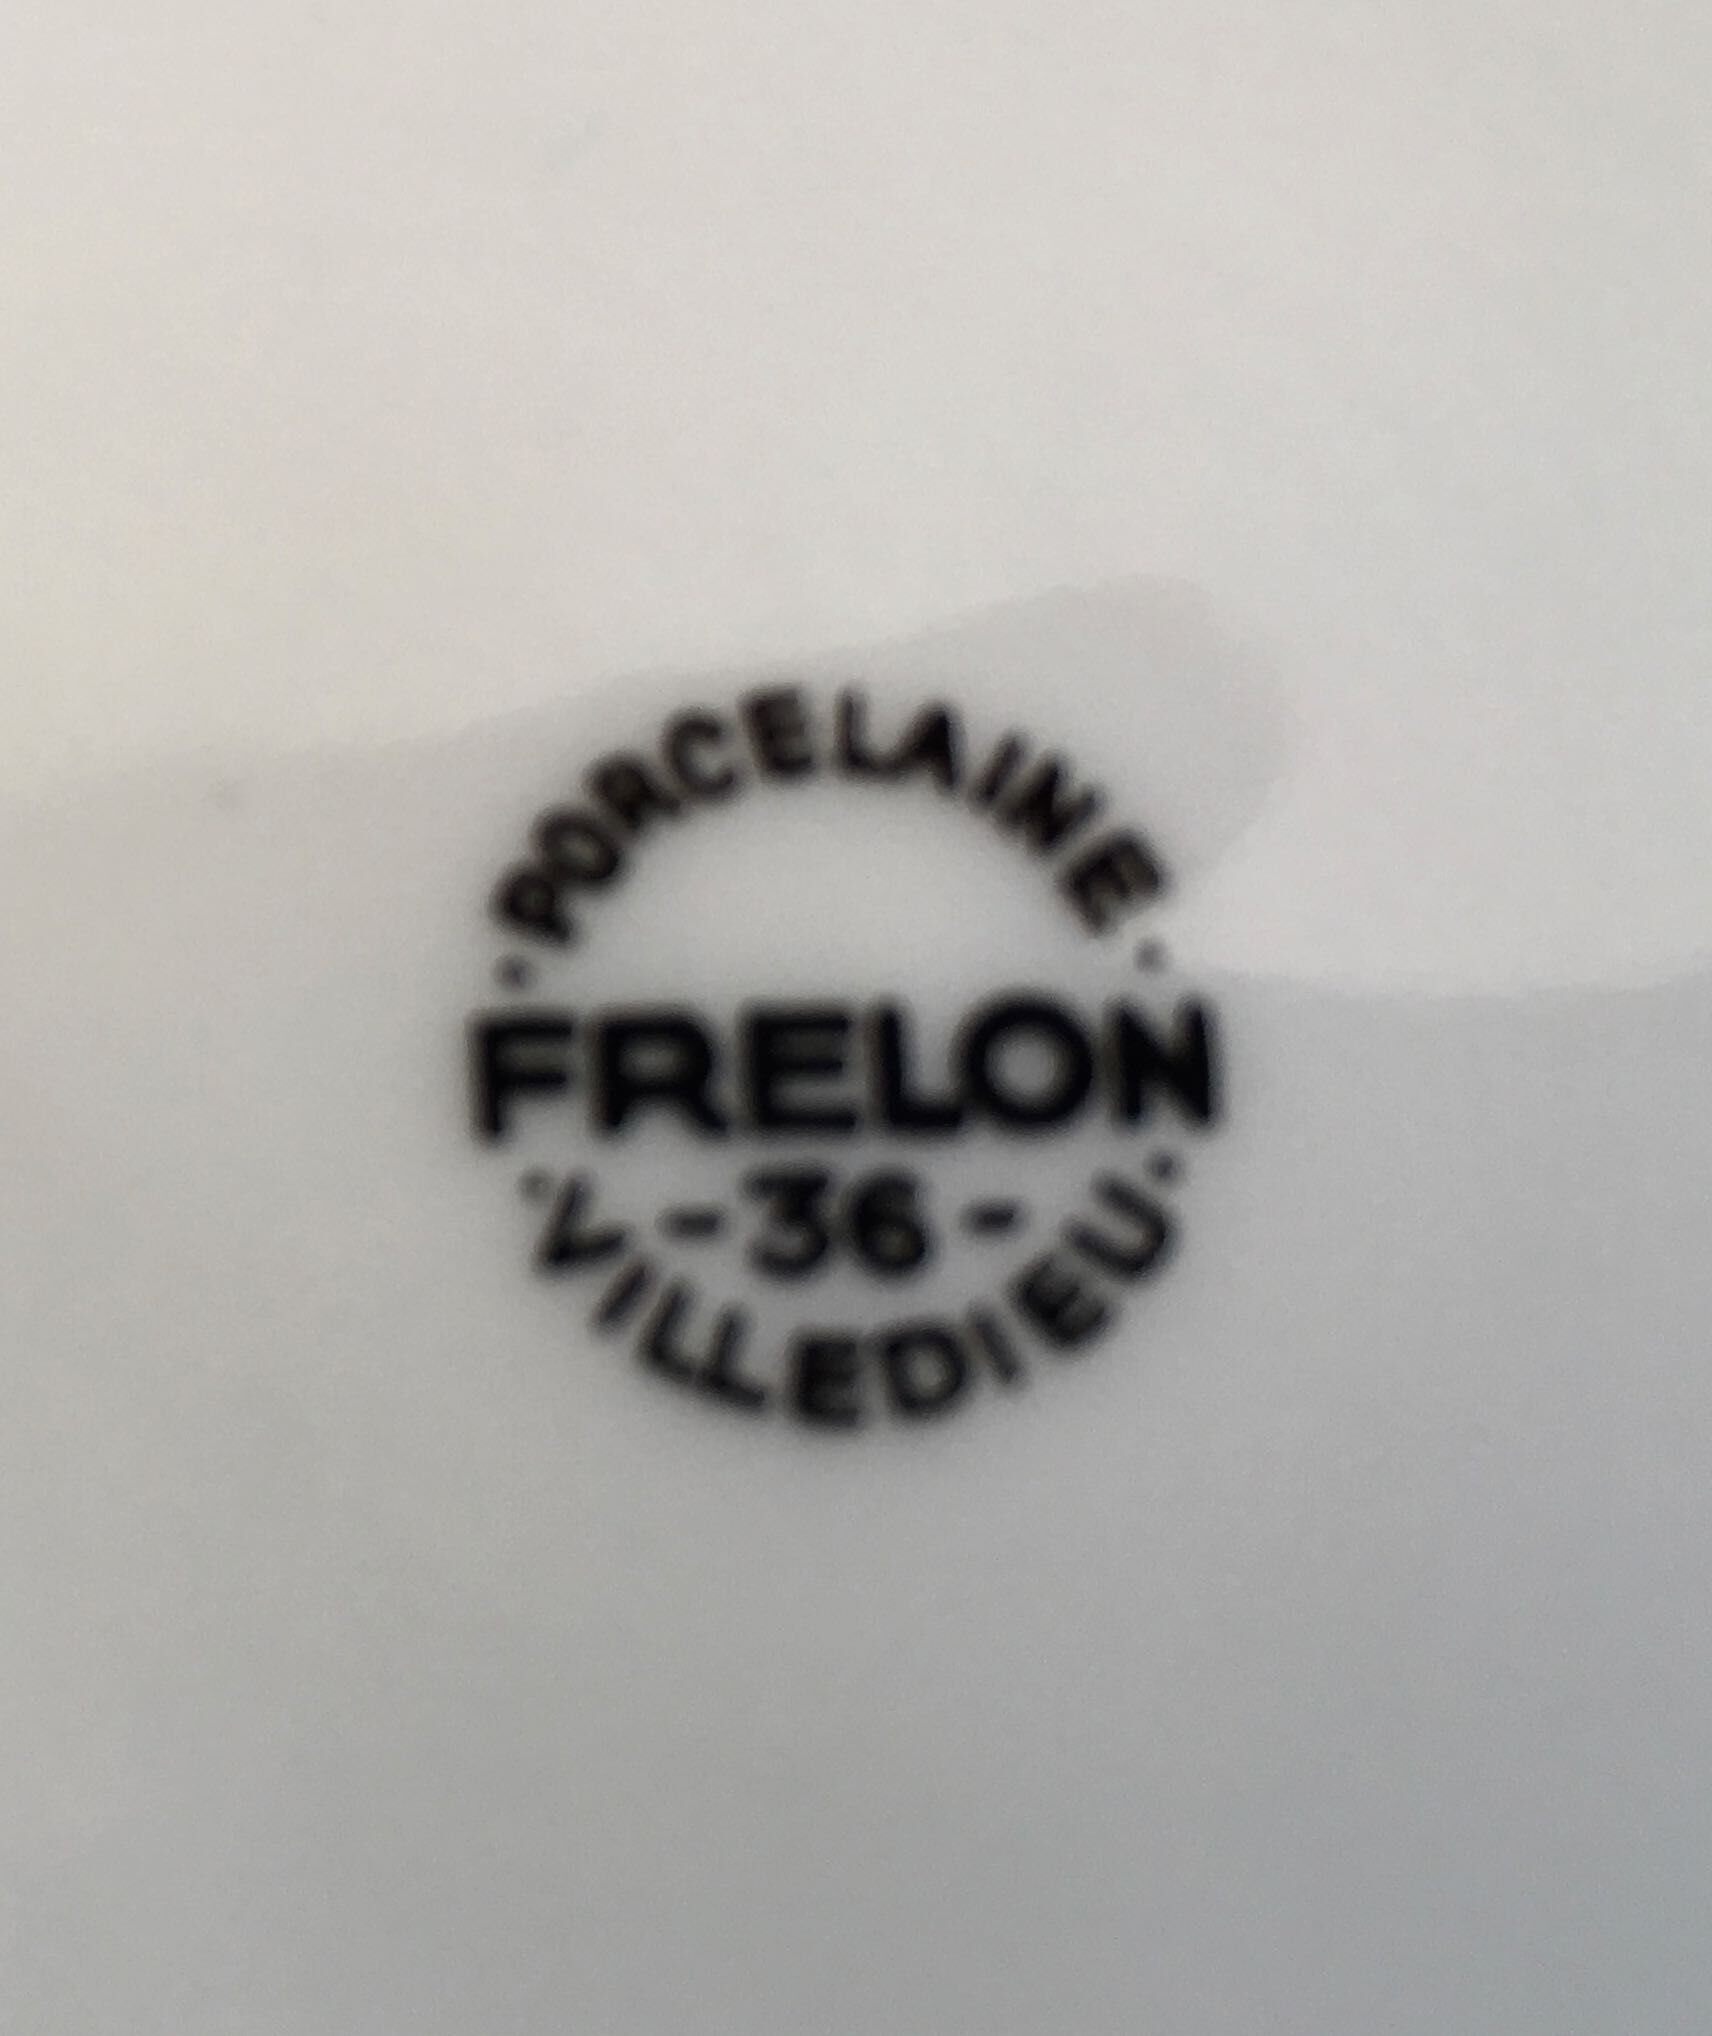 · PORCELAINE ·
FRELON
- 36 -
· VILLEDIEU ·